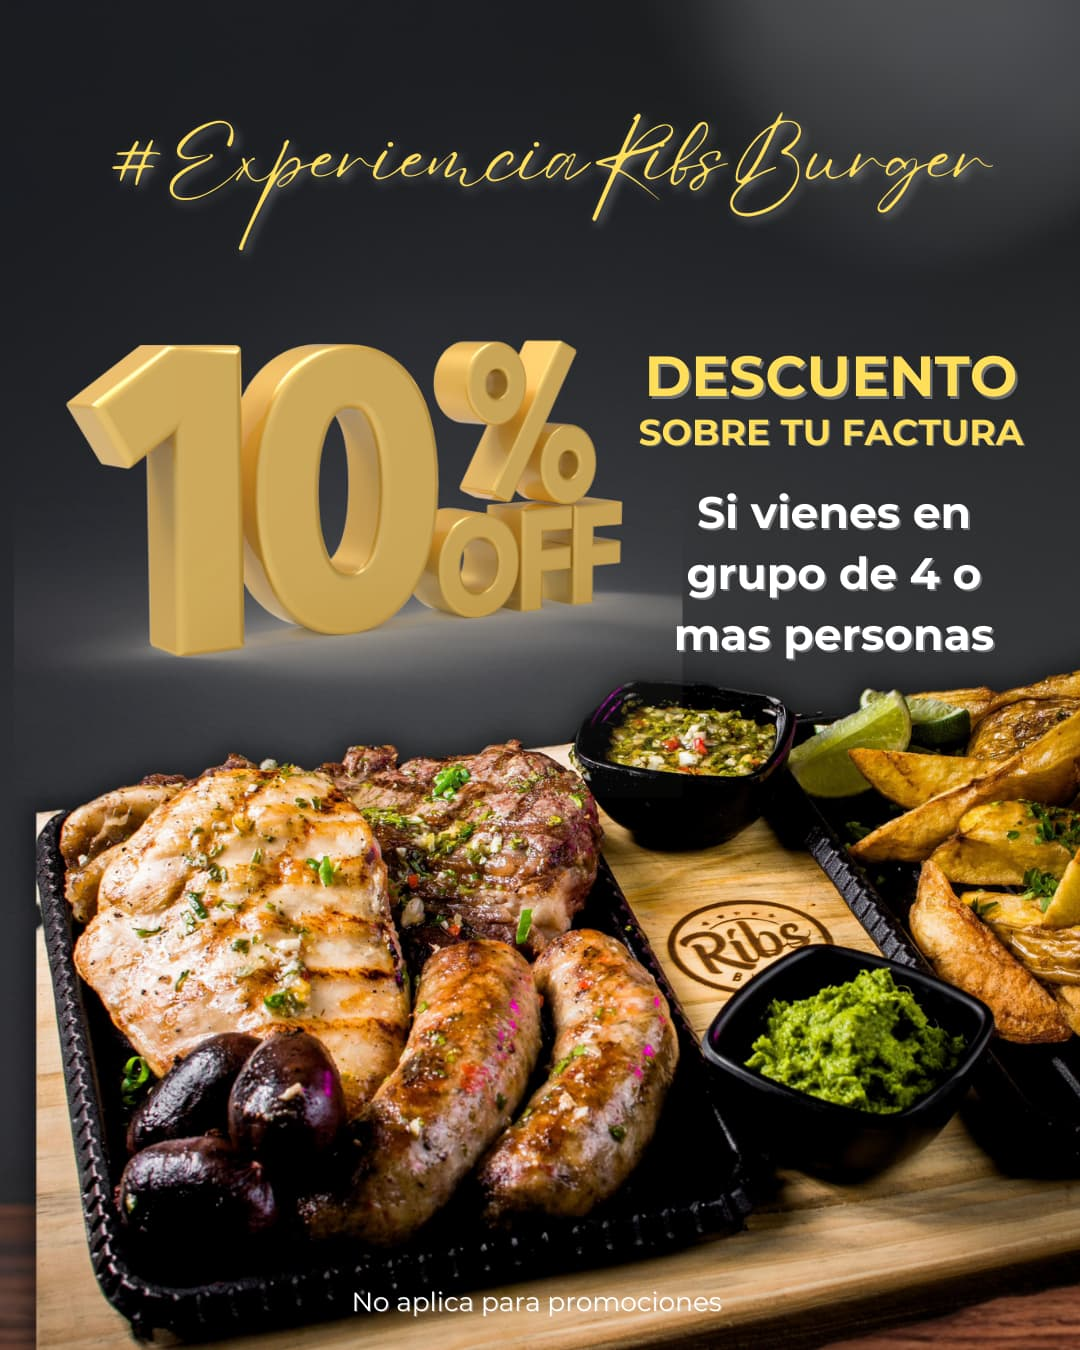 #ExperienciaRibsBurger
10%
OFF
DESCUENTO
SOBRE TU FACTURA
Si vienes en
grupo de 4 o
mas personas
Ribs
No aplica para promociones